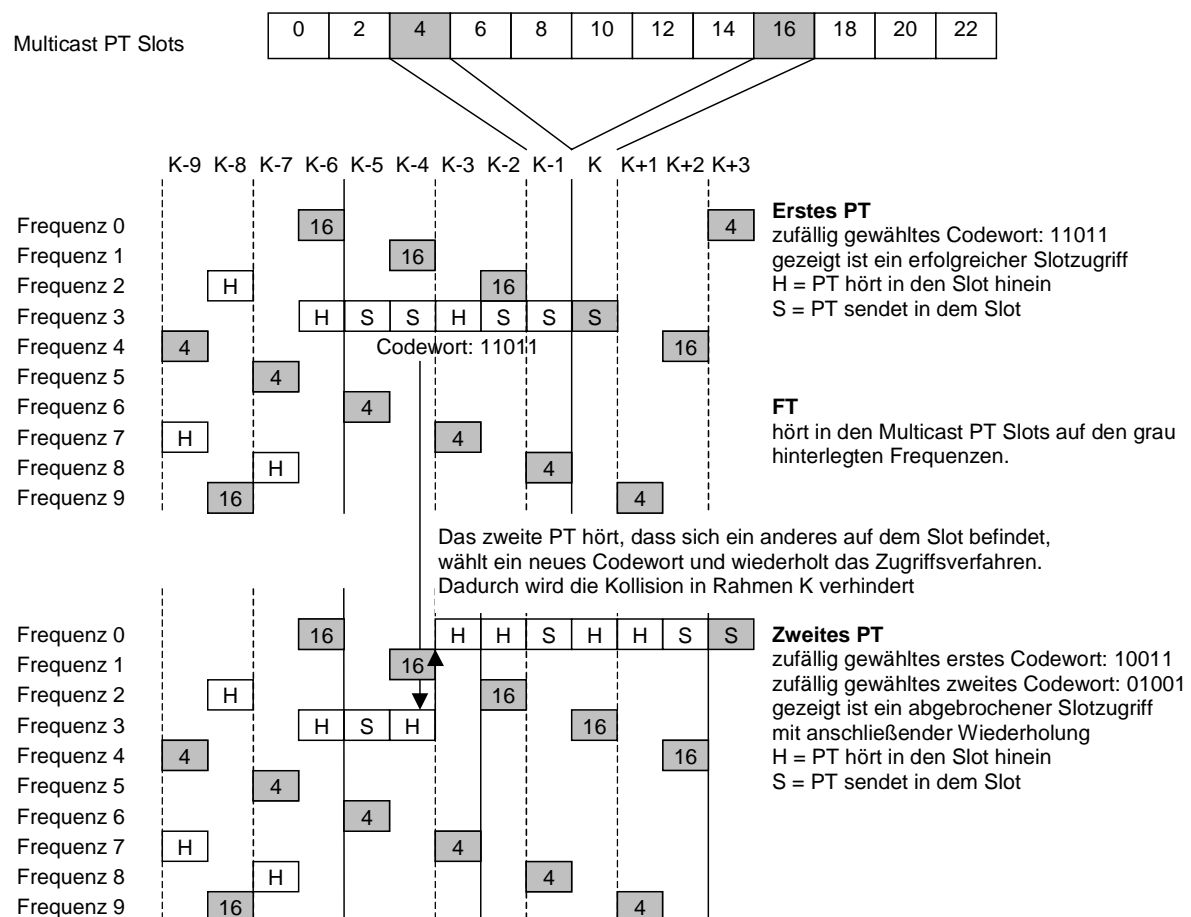 Multicast PT Slots
0 2 4 6 8 10 12 14 16 18 20 22
K-9 K-8 K-7 K-6 K-5 K-4 K-3 K-2 K-1 K K+1 K+2 K+3
Frequenz 0 16 4
Frequenz 1 16
Frequenz 2 H 16
Frequenz 3 H S S H S S S
Codewort: 11011
Frequenz 4 4 16
Frequenz 5 4
Frequenz 6 4
Frequenz 7 H 4
Frequenz 8 H 4
Frequenz 9 16 4
Erstes PT
zufällig gewähltes Codewort: 11011
gezeigt ist ein erfolgreicher Slotzugriff
H = PT hört in den Slot hinein
S = PT sendet in dem Slot
FT
hört in den Multicast PT Slots auf den grau
hinterlegten Frequenzen.
Das zweite PT hört, dass sich ein anderes auf dem Slot befindet,
wählt ein neues Codewort und wiederholt das Zugriffsverfahren.
Dadurch wird die Kollision in Rahmen K verhindert
Frequenz 0 16 H H S H H S S
Frequenz 1 16
Frequenz 2 H 16
Frequenz 3 H S H 16
Frequenz 4 4 16
Frequenz 5 4
Frequenz 6 4
Frequenz 7 H 4
Frequenz 8 H 4
Frequenz 9 16 4
Zweites PT
zufällig gewähltes erstes Codewort: 10011
zufällig gewähltes zweites Codewort: 01001
gezeigt ist ein abgebrochener Slotzugriff
mit anschließender Wiederholung
H = PT hört in den Slot hinein
S = PT sendet in dem Slot